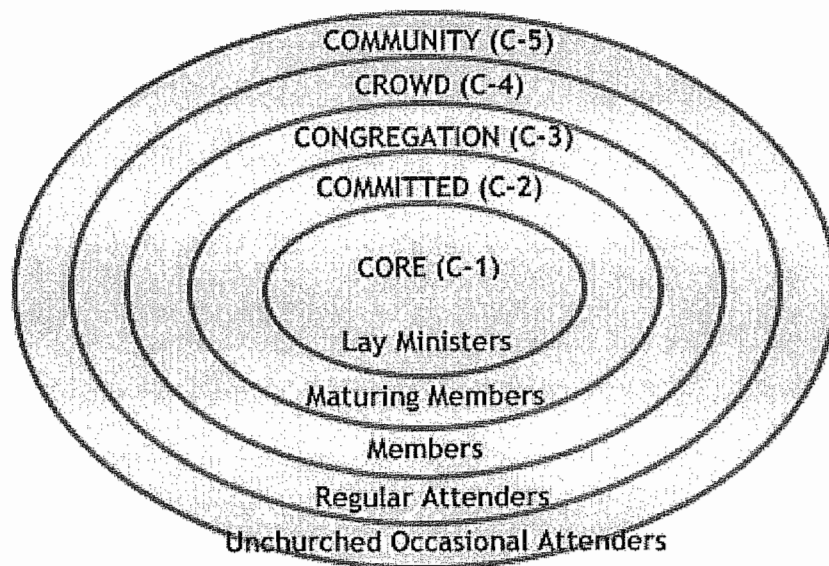 COMMUNITY (C-5)
CROWD (C-4)
CONGREGATION (C-3)
COMMITTED (C-2)
CORE (C-1)
Lay Ministers
Maturing Members
Members
Regular Attenders
Unchurched Occasional Attenders